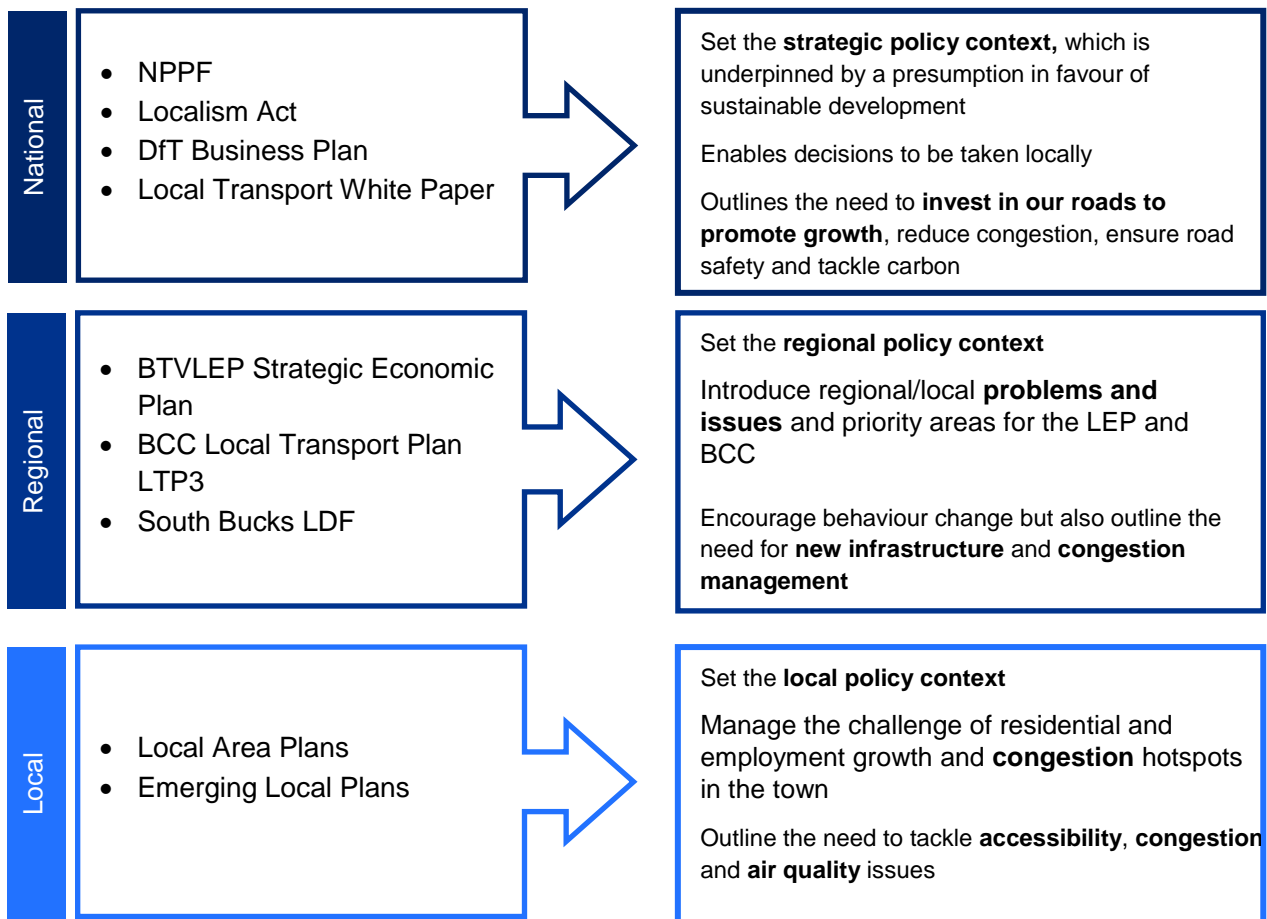 National
• NPPF
• Localism Act
• DfT Business Plan
• Local Transport White Paper
Set the strategic policy context, which is
underpinned by a presumption in favour of
sustainable development
Enables decisions to be taken locally
Outlines the need to invest in our roads to
promote growth, reduce congestion, ensure road
safety and tackle carbon
Regional
• BTVLEP Strategic Economic
Plan
• BCC Local Transport Plan
LTP3
• South Bucks LDF
Set the regional policy context
Introduce regional/local problems and
issues and priority areas for the LEP and
BCC
Encourage behaviour change but also outline the
need for new infrastructure and congestion
management
Local
• Local Area Plans
• Emerging Local Plans
Set the local policy context
Manage the challenge of residential and
employment growth and congestion hotspots
in the town
Outline the need to tackle accessibility, congestion
and air quality issues